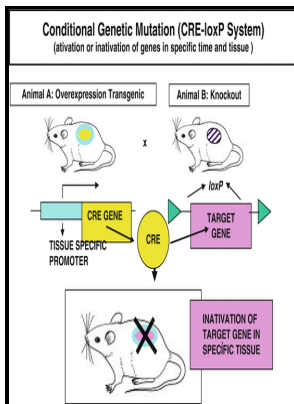 Conditional Genetic Mutation (CRE-loxP System)
(ativation or inativation of genes in specific time and tissue )
Animal A: Overexpression Transgenic
Animal B: Knockout
x
loxP
CRE GENE
TARGET
GENE
CRE
TISSUE SPECIFIC
PROMOTER
INATIVATION OF
TARGET GENE IN
SPECIFIC TISSUE